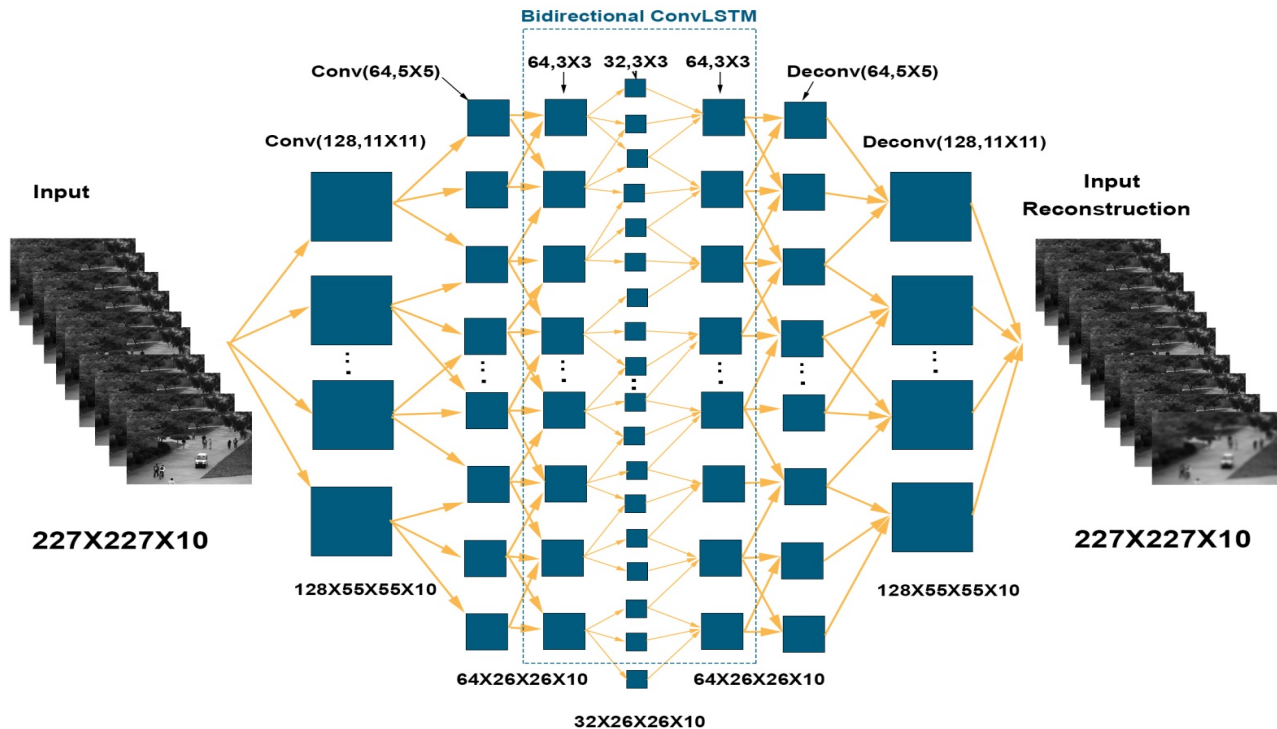 Bidirectional ConvLSTM
64,3X3
32,3X3
64,3X3
Conv(64,5X5)
Deconv(64,5X5)
Conv(128,11X11)
Deconv(128,11X11)
Input
Input
Reconstruction
227X227X10
227X227X10
128X55X55X10
128X55X55X10
64X26X26X10
64X26X26X10
32X26X26X10